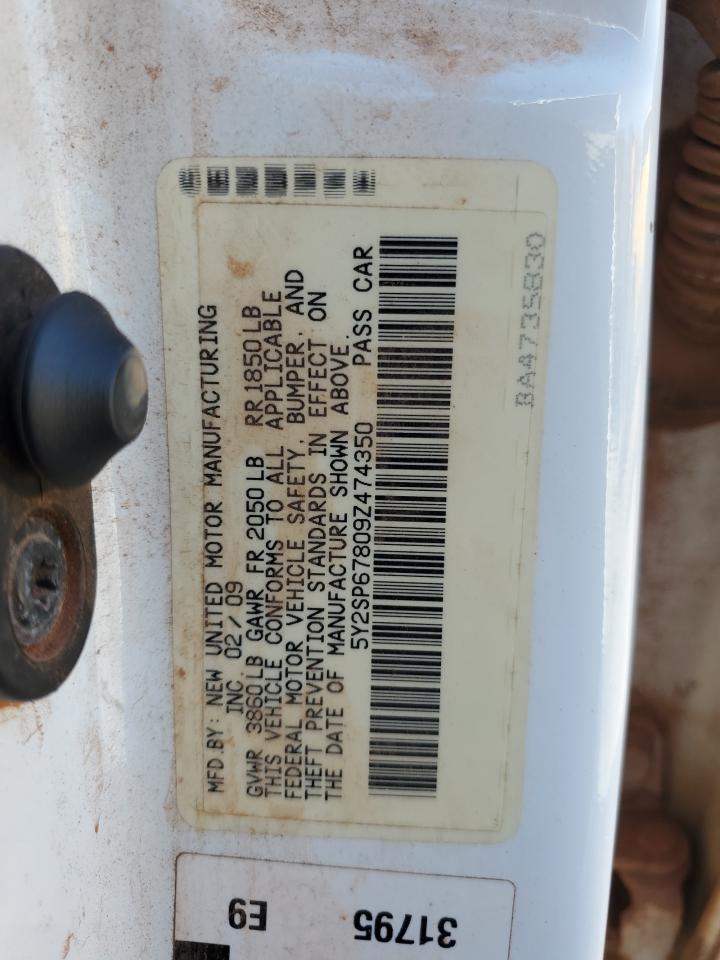 MFD.BY: NEW UNITED MOTOR MANUFACTURING
INC. 02/09
GVWR 3860LB GAWR FR 2050LB RR 1850LB
THIS VEHICLE CONFORMS TO ALL APPLICABLE
FEDERAL MOTOR VEHICLE SAFETY, BUMPER, AND
THEFT PREVENTION STANDARDS IN EFFECT ON
THE DATE OF MANUFACTURE SHOWN ABOVE.
5Y2SP67809Z474350 PASS CAR
BA4735830
31795
E9